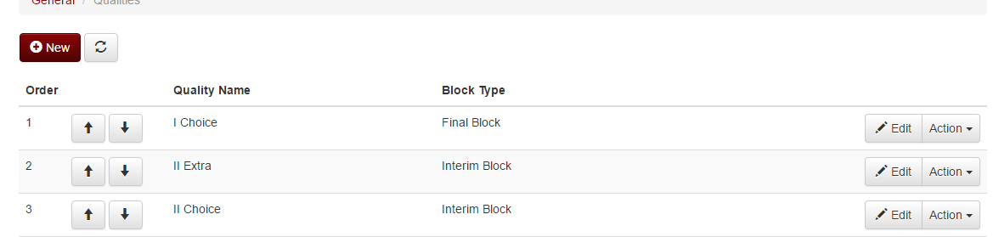 General / Qualities
New
Order Quality Name Block Type
1 I Choice Final Block Edit Action
2 II Extra Interim Block Edit Action
3 II Choice Interim Block Edit Action